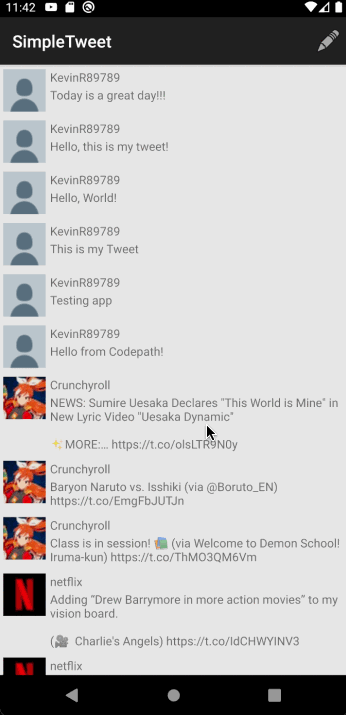 11:42
SimpleTweet
KevinR89789
Today is a great day!!!
KevinR89789
Hello, this is my tweet!
KevinR89789
Hello, World!
KevinR89789
This is my Tweet
KevinR89789
Testing app
KevinR89789
Hello from Codepath!
Crunchyroll
NEWS: Sumire Uesaka Declares "This World is Mine" in
New Lyric Video "Uesaka Dynamic"
✨MORE:… https://t.co/olsLTR9N0y
Crunchyroll
Baryon Naruto vs. Isshiki (via @Boruto_EN)
https://t.co/EmgFbJUTJn
Crunchyroll
Class is in session! 📚 (via Welcome to Demon School!
Iruma-kun) https://t.co/ThMO3QM6Vm
netflix
Adding “Drew Barrymore in more action movies” to my
vision board.
(🎥 Charlie's Angels) https://t.co/IdCHWYINV3
netflix